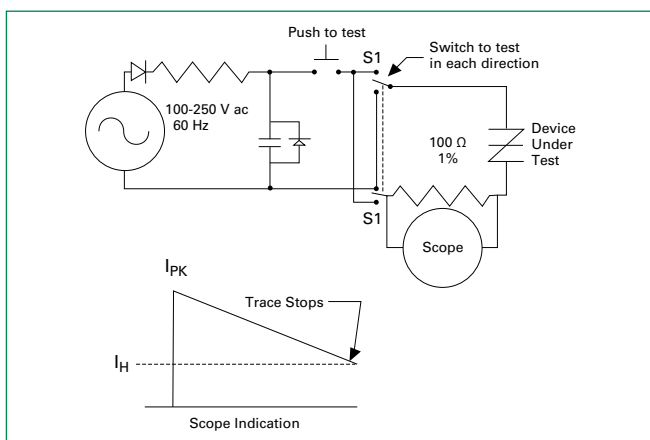 Push to test
S1
Switch to test
in each direction
100-250 V ac
60 Hz
100 Ω
1%
Device
Under
Test
S1
Scope
IPK
Trace Stops
IH
Scope Indication